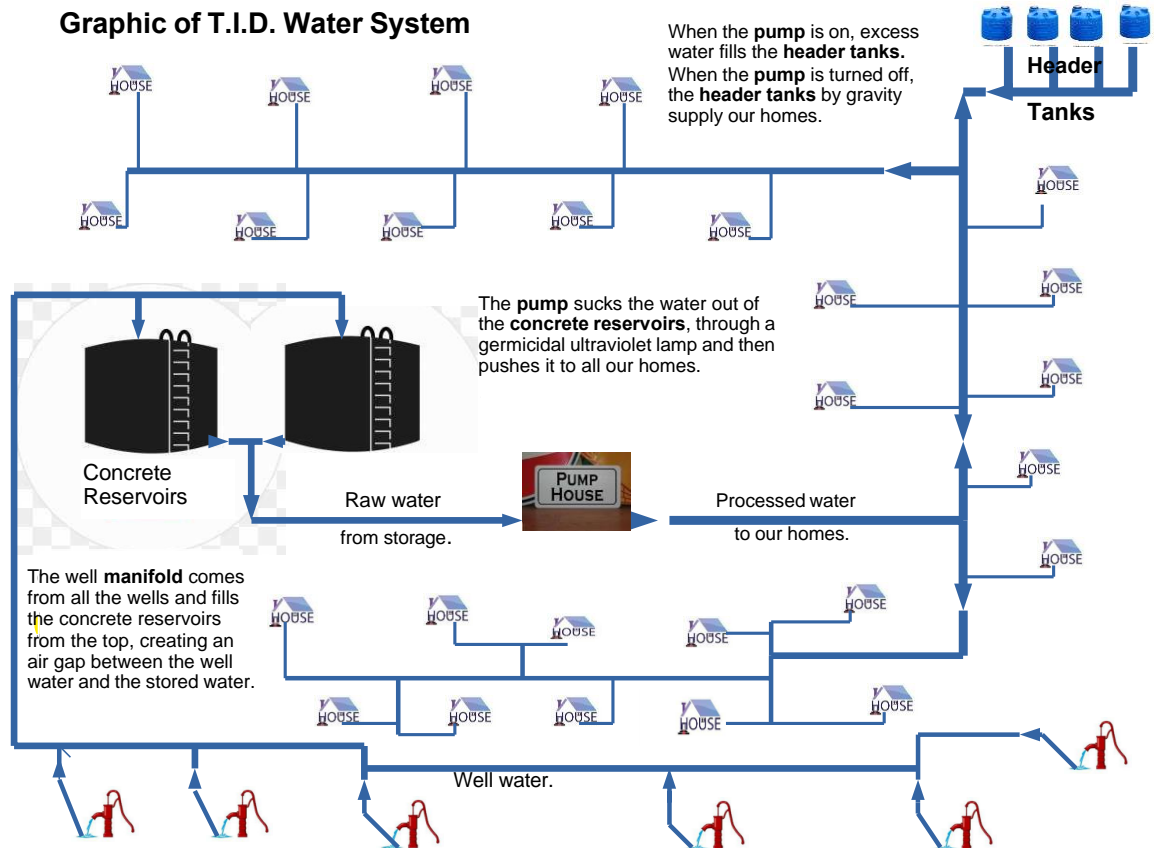 Graphic of T.I.D. Water System
When the pump is on, excess
water fills the header tanks.
When the pump is turned off,
the header tanks by gravity
supply our homes.
Header
Tanks
HOUSE
HOUSE
HOUSE
HOUSE
HOUSE
HOUSE
HOUSE
HOUSE
HOUSE
HOUSE
HOUSE
HOUSE
HOUSE
HOUSE
The pump sucks the water out of
the concrete reservoirs, through a
germicidal ultraviolet lamp and then
pushes it to all our homes.
Concrete
Reservoirs
Raw water
from storage.
PUMP
HOUSE
Processed water
to our homes.
HOUSE
HOUSE
The well manifold comes
from all the wells and fills
the concrete reservoirs
from the top, creating an
air gap between the well
water and the stored water.
HOUSE
HOUSE
HOUSE
HOUSE
HOUSE
HOUSE
HOUSE
HOUSE
HOUSE
HOUSE
Well water.